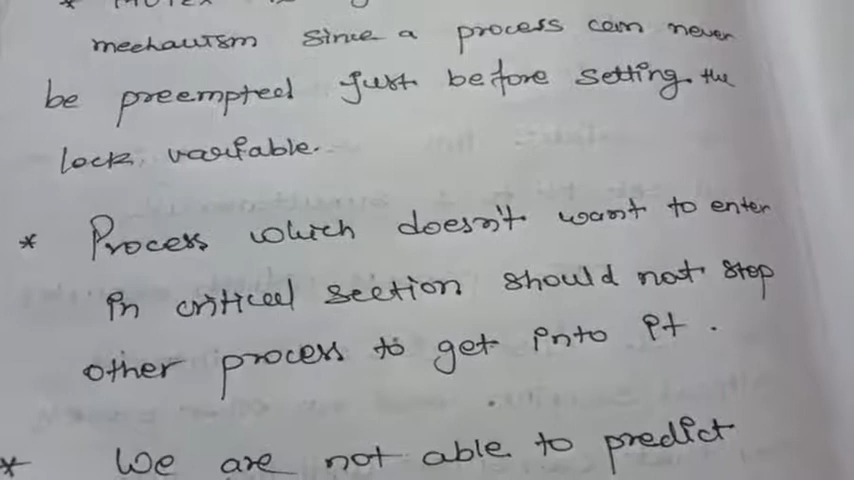 mechanism since a process can never
be preempted just before setting the
lock variable.
* Process which doesn't want to enter
in critical section should not stop
other process to get into it.
* We are not able to predict